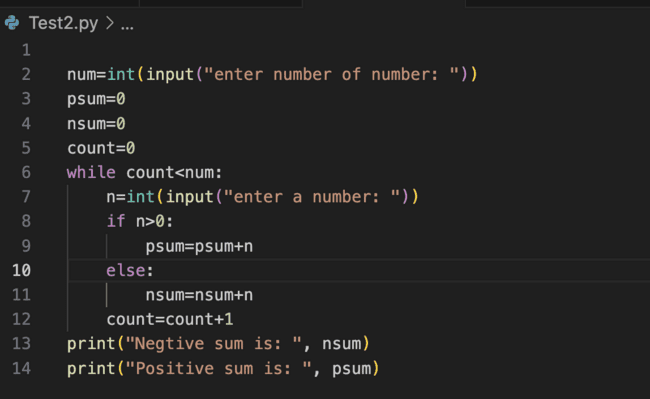 Test2.py > ...
1
2 num=int(input("enter number of number: "))
3 psum=0
4 nsum=0
5 count=0
6 while count<num:
7     n=int(input("enter a number: "))
8     if n>0:
9         psum=psum+n
10     else:
11         nsum=nsum+n
12     count=count+1
13 print("Negtive sum is: ", nsum)
14 print("Positive sum is: ", psum)